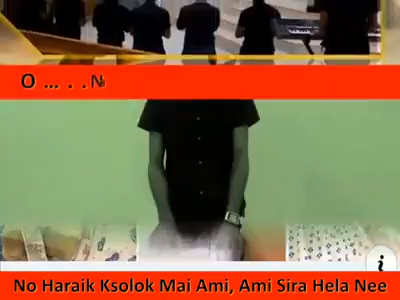 O ... . . N
No Haraik Ksolok Mai Ami, Ami Sira Hela Nee